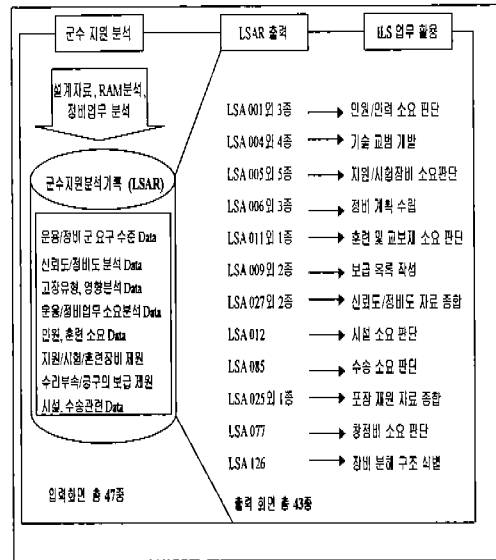 군수 지원 분석
LSAR 출력
ILS 업무 활용
설계자료, RAM분석,
정비업무 분석
군수지원분석기록 (LSAR)
운용/정비 군 요구 수준 Data
신뢰도/정비도 분석 Data
고장유형, 영향분석 Data
운용/정비업무 소요분석 Data
인원, 훈련 소요 Data
지원/시험/훈련장비 제원
수리부속/공구의 보급 제원
시설, 수송관련 Data
입력화면 총 47종
LSA 001외 3종 → 인원/인력 소요 판단
LSA 004외 4종 → 기술 교범 개발
LSA 005외 5종 → 지원/시험장비 소요판단
LSA 006외 3종 → 정비 계획 수립
LSA 011외 1종 → 훈련 및 교보재 소요 판단
LSA 009외 2종 → 보급 목록 작성
LSA 027외 2종 → 신뢰도/정비도 자료 종합
LSA 012 → 시설 소요 판단
LSA 085 → 수송 소요 판단
LSA 025외 1종 → 포장 제원 자료 종합
LSA 077 → 창정비 소요 판단
LSA 126 → 장비 분해 구조 식별
출력 화면 총 43종